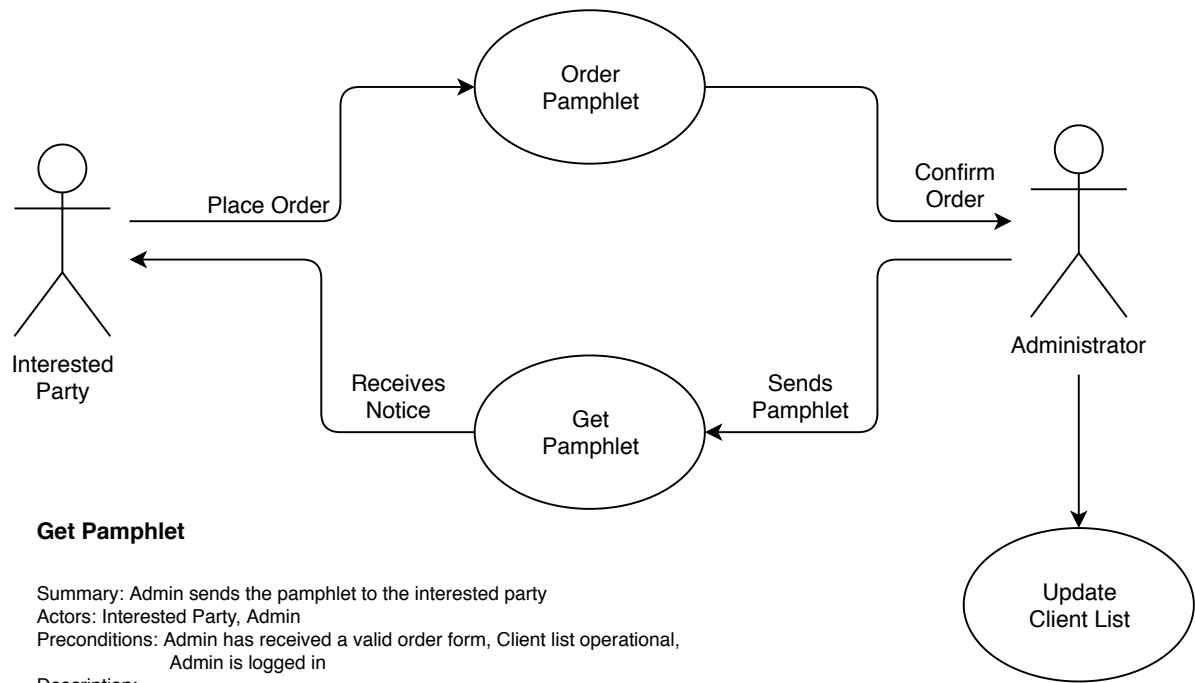 Order
Pamphlet
Confirm
Order
Place Order
Administrator
Interested
Party
Receives
Notice
Sends
Pamphlet
Get
Pamphlet
Get Pamphlet
Update
Client List
Summary: Admin sends the pamphlet to the interested party
Actors: Interested Party, Admin
Preconditions: Admin has received a valid order form, Client list operational,
Admin is logged in
Description: